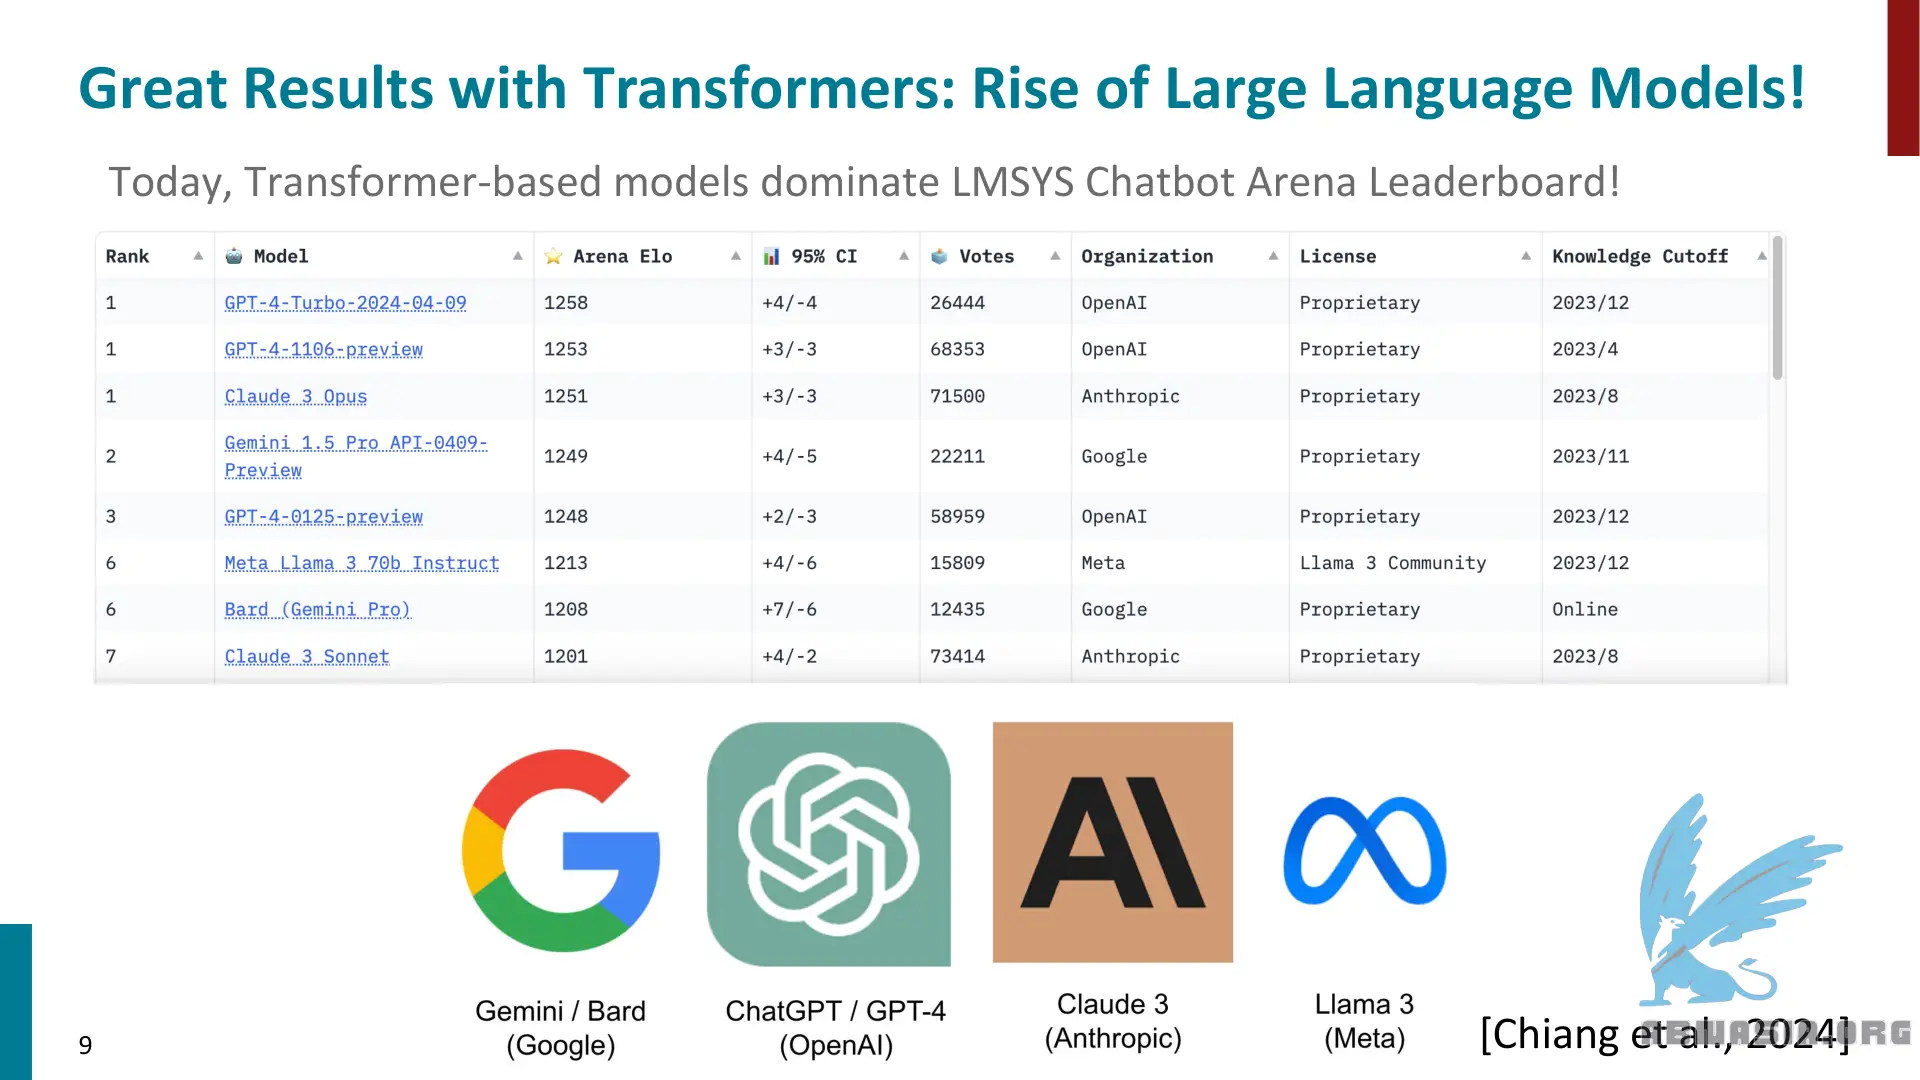 Great Results with Transformers: Rise of Large Language Models!
Today, Transformer-based models dominate LMSYS Chatbot Arena Leaderboard!
Rank Model Arena Elo 95% CI Votes Organization License Knowledge Cutoff
1 GPT-4-Turbo-2024-04-09 1258 +4/-4 26444 OpenAI Proprietary 2023/12
1 GPT-4-1106-preview 1253 +3/-3 68353 OpenAI Proprietary 2023/4
1 Claude 3 Opus 1251 +3/-3 71500 Anthropic Proprietary 2023/8
2 Gemini 1.5 Pro API-0409-Preview 1249 +4/-5 22211 Google Proprietary 2023/11
3 GPT-4-0125-preview 1248 +2/-3 58959 OpenAI Proprietary 2023/12
6 Meta Llama 3 70b Instruct 1213 +4/-6 15809 Meta Llama 3 Community 2023/12
6 Bard (Gemini Pro) 1208 +7/-6 12435 Google Proprietary Online
7 Claude 3 Sonnet 1201 +4/-2 73414 Anthropic Proprietary 2023/8
Gemini / Bard
(Google)
ChatGPT / GPT-4
(OpenAI)
Claude 3
(Anthropic)
Llama 3
(Meta)
[Chiang et al., 2024]
9